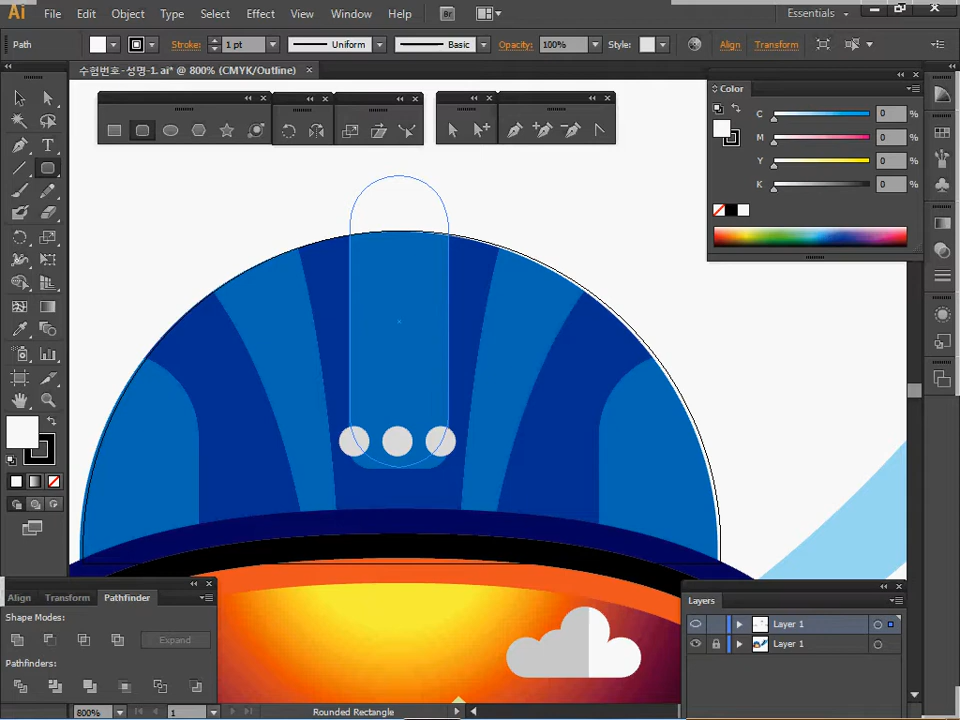 Ai File Edit Object Type Select Effect View Window Help Br Essentials
Path Stroke: 1 pt Uniform Basic Opacity: 100% Style: Align Transform
수험번호-성명-1. ai* @ 800% (CMYK/Outline)
Color
C 0 %
M 0 %
Y 0 %
K 0 %
Align Transform Pathfinder
Shape Modes:
Expand
Pathfinders:
Layers
Layer 1
Layer 1
800% 1 Rounded Rectangle